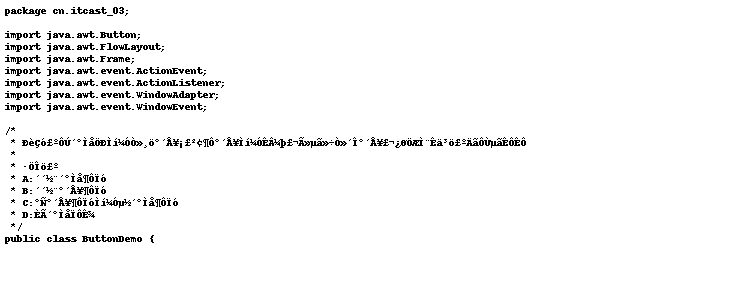 package cn.itcast_03;
import java.awt.Button;
import java.awt.FlowLayout;
import java.awt.Frame;
import java.awt.event.ActionEvent;
import java.awt.event.ActionListener;
import java.awt.event.WindowAdapter;
import java.awt.event.WindowEvent;
/*
 * ÐèÇó£ºÔÚ´°ÌåÖÐÌí¼ÓÒ»¸ö°´Å¥¡£²¢¶Ô°´Å¥Ìí¼ÓÊÂ¼þ£¬Ã»µã»÷Ò»´Î°´Å¥£¬¿ØÖÆÌ¨Êä³ö£ºÄãÔÙµãÊÔÊÔ
 *
 * ·ÖÎö£º
 * A:´´½¨´°Ìå¶ÔÏó
 * B:´´½¨°´Å¥¶ÔÏó
 * C:°Ñ°´Å¥¶ÔÏóÌí¼Óµ½´°Ìå¶ÔÏó
 * D:ÈÃ´°ÌåÏÔÊ¾
 */
public class ButtonDemo {